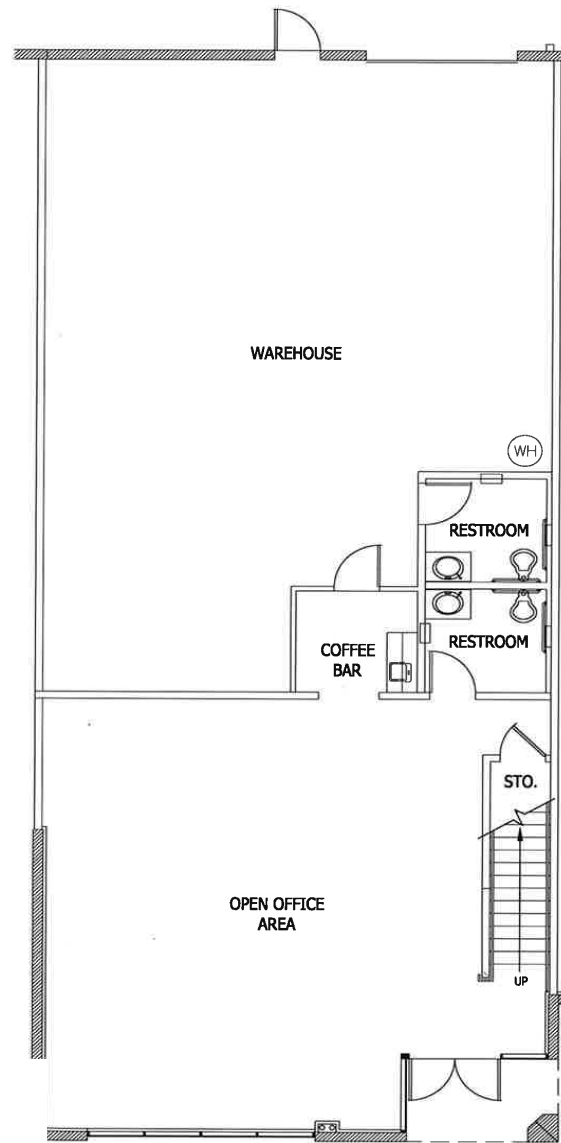 WAREHOUSE
WH
RESTROOM
COFFEE
BAR
RESTROOM
STO.
OPEN OFFICE
AREA
UP